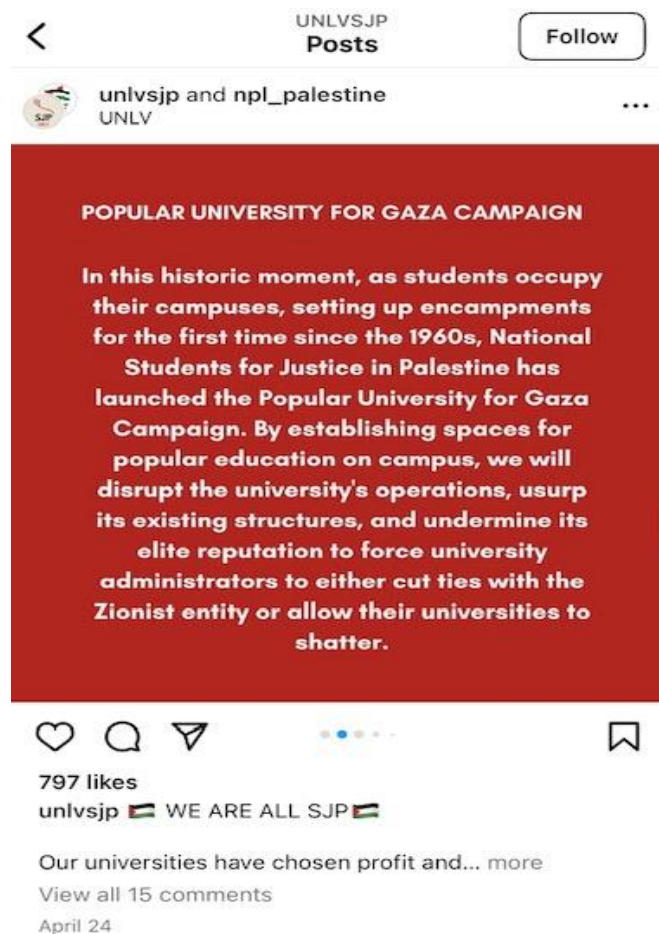 UNLVSJP
Posts
Follow
unlvsjp and npl_palestine
UNLV
SJP
POPULAR UNIVERSITY FOR GAZA CAMPAIGN
In this historic moment, as students occupy
their campuses, setting up encampments
for the first time since the 1960s, National
Students for Justice in Palestine has
launched the Popular University for Gaza
Campaign. By establishing spaces for
popular education on campus, we will
disrupt the university's operations, usurp
its existing structures, and undermine its
elite reputation to force university
administrators to either cut ties with the
Zionist entity or allow their universities to
shatter.
797 likes
unlvsjp 🇵🇸 WE ARE ALL SJP🇵🇸
Our universities have chosen profit and... more
View all 15 comments
April 24